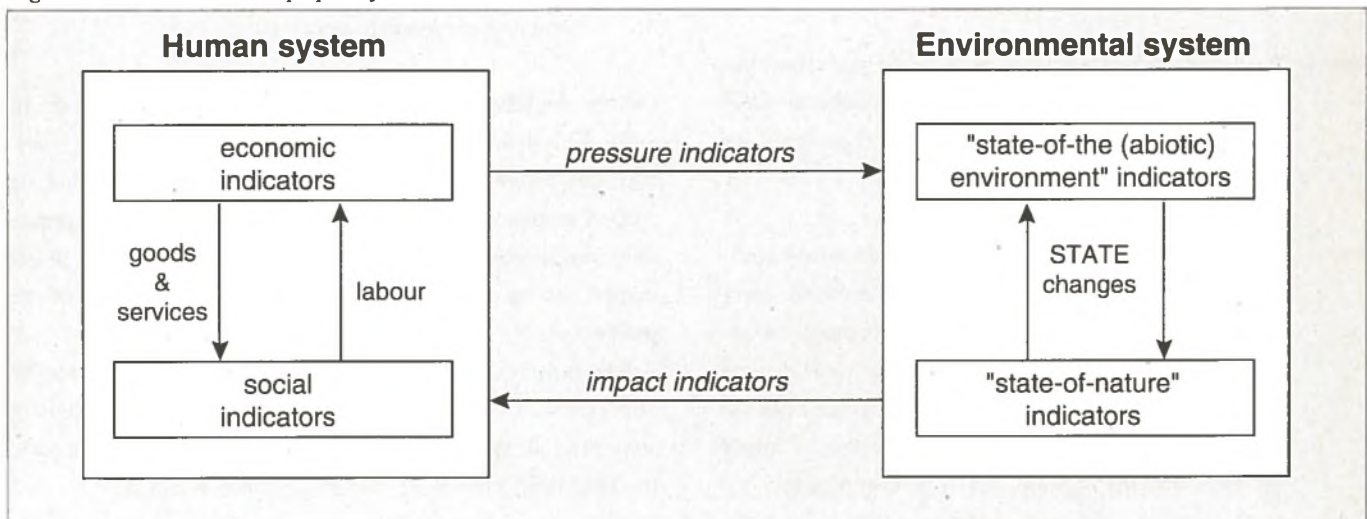 Human system
Environmental system
economic
indicators
goods
&
services
labour
social
indicators
pressure indicators
impact indicators
"state-of-the (abiotic)
environment" indicators
STATE
changes
"state-of-nature"
indicators